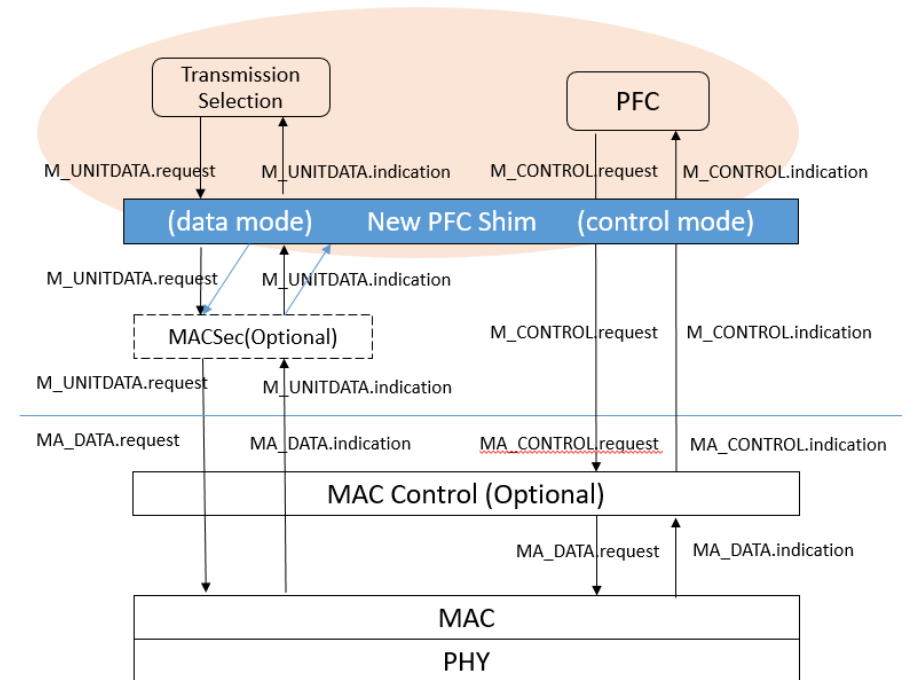 Transmission
Selection
PFC
M_UNITDATA.request
M_UNITDATA.indication
M_CONTROL.request
M_CONTROL.indication
(data mode) New PFC Shim (control mode)
M_UNITDATA.request
M_UNITDATA.indication
MACSec(Optional)
M_CONTROL.request
M_CONTROL.indication
M_UNITDATA.request
M_UNITDATA.indication
MA_DATA.request
MA_DATA.indication
MA_CONTROL.request
MA_CONTROL.indication
MAC Control (Optional)
MA_DATA.request
MA_DATA.indication
MAC
PHY